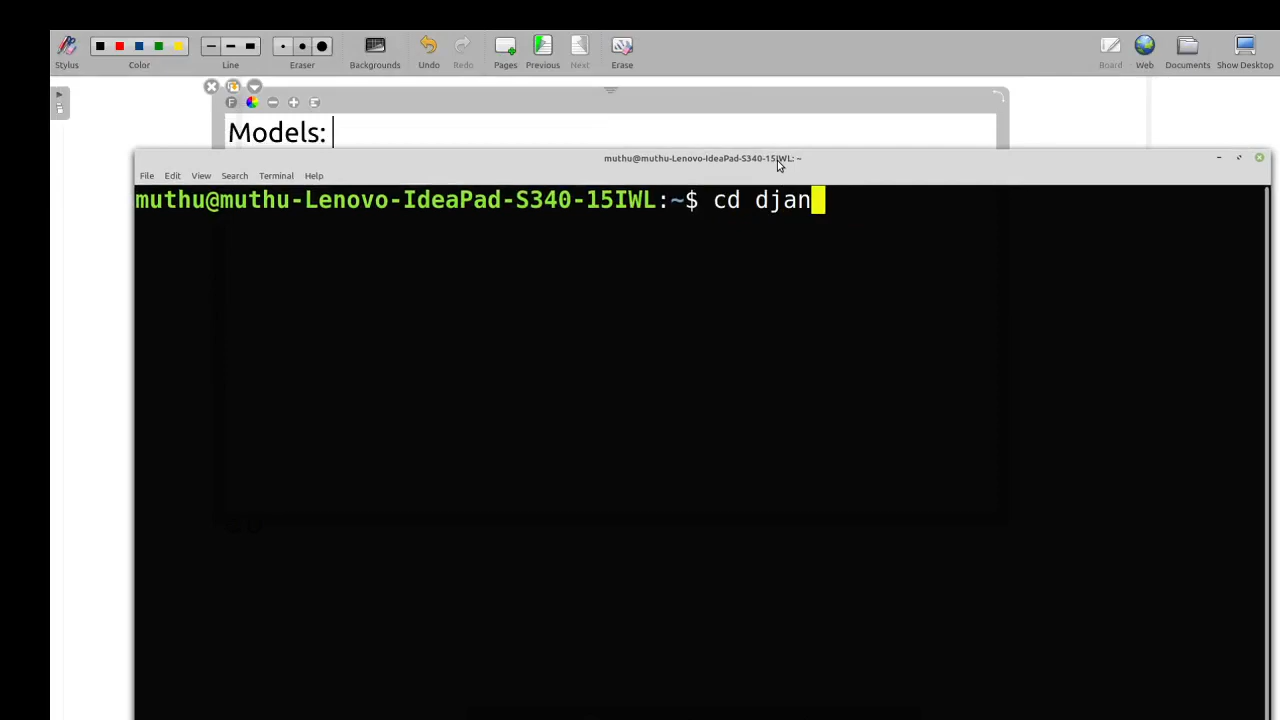 Stylus Color Line Eraser Backgrounds Undo Redo Pages Previous Next Erase Board Web Documents Show Desktop
F
Models:
muthu@muthu-Lenovo-IdeaPad-S340-15IWL: ~
File Edit View Search Terminal Help
muthu@muthu-Lenovo-IdeaPad-S340-15IWL:~$ cd djan